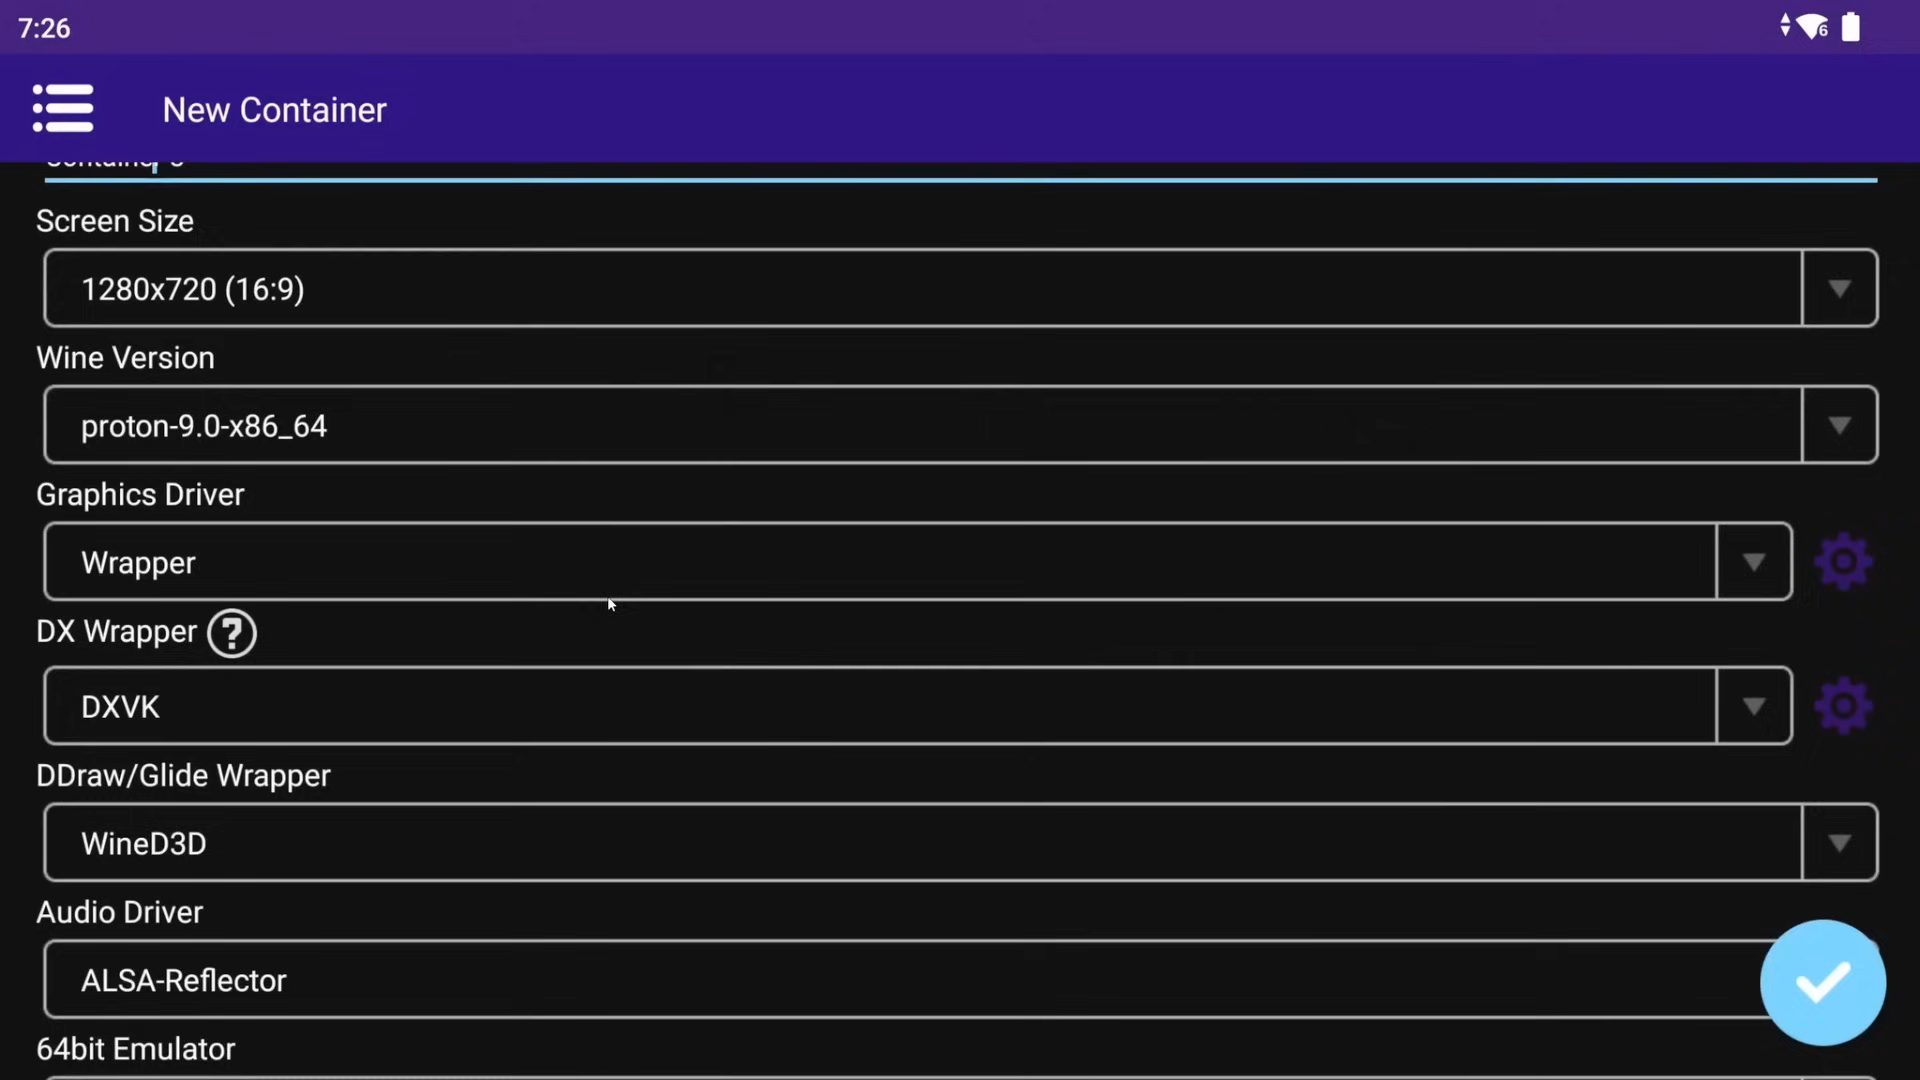 7:26
6
New Container
Screen Size
1280x720 (16:9)
Wine Version
proton-9.0-x86_64
Graphics Driver
Wrapper
DX Wrapper ?
DXVK
DDraw/Glide Wrapper
WineD3D
Audio Driver
ALSA-Reflector
64bit Emulator